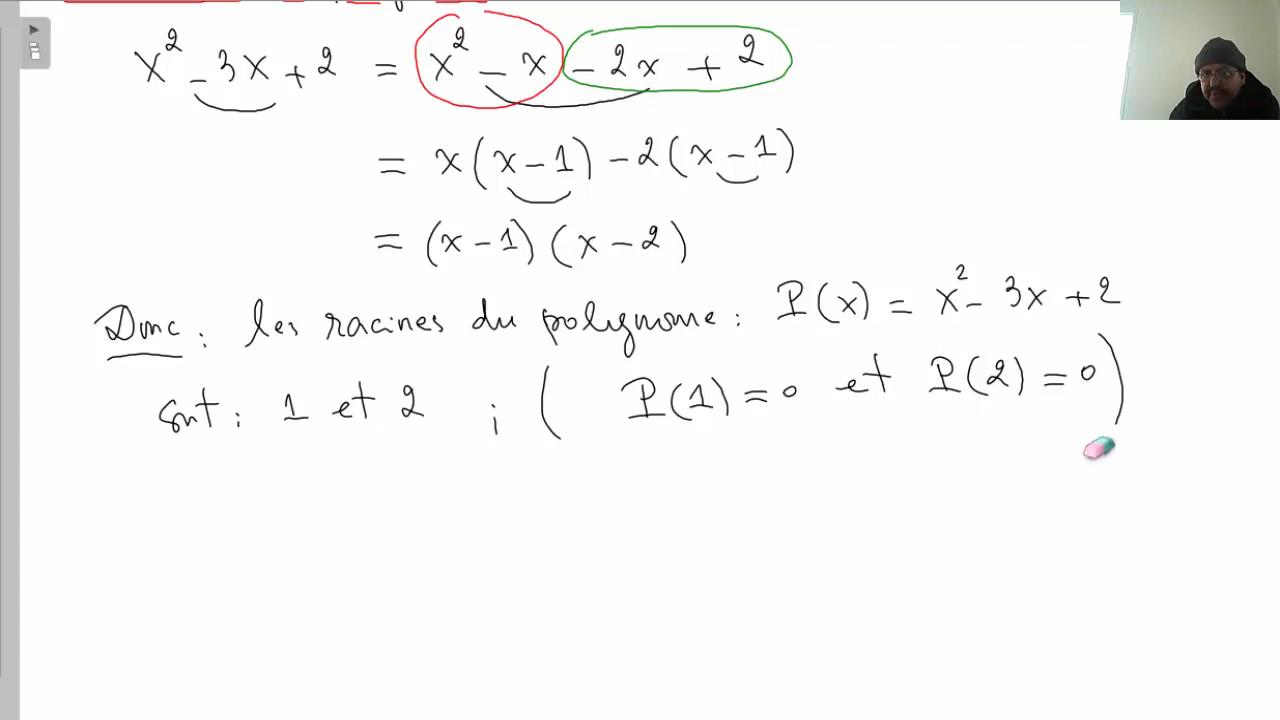 x² - 3x + 2 = x² - x - 2x + 2
= x(x-1) - 2(x-1)
= (x-1)(x-2)
Donc : les racines du polynome : P(x) = x² - 3x + 2
sont : 1 et 2 ; ( P(1) = 0 et P(2) = 0 )